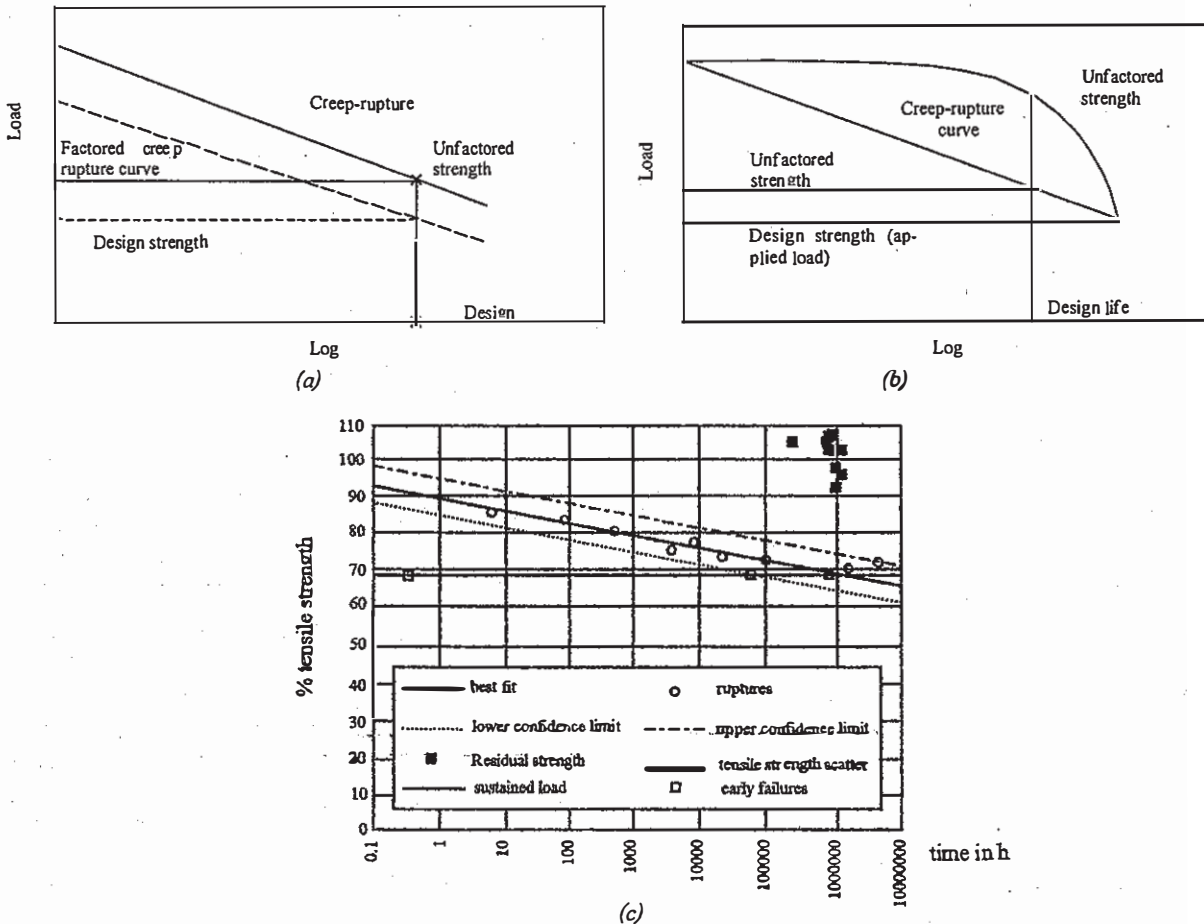 Load
Creep-rupture
Factored creep
rupture curve
Unfactored
strength
Design strength
Design
Log
(a)
Load
Unfactored
strength
Creep-rupture
curve
Unfactored
strength
Design strength (ap-
plied load)
Design life
Log
(b)
% tensile strength
110
100
90
80
70
60
50
40
30
20
10
0
best fit
ruptures
lower confidence limit
upper confidence limit
Residual strength
tensile strength scatter
sustained load
early failures
0,1
1
10
100
1000
10000
100000
1000000
10000000
time in h
(c)